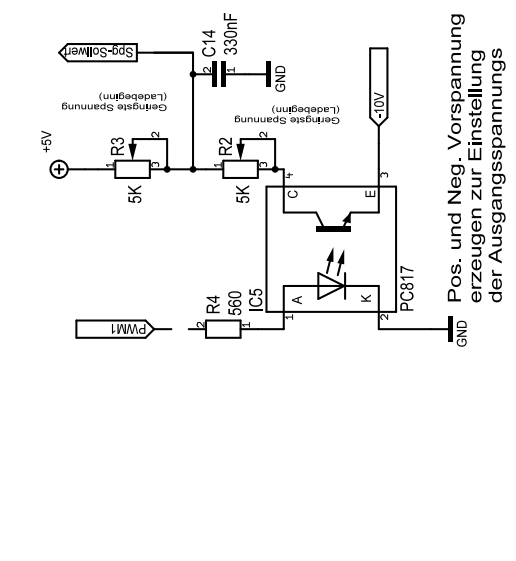 +5V
R3
5K
1
2
3
Geringste Spannung
(Ladebeginn)
Spg-Sollwert
C14
330nF
2
1
GND
R2
5K
1
2
3
Geringste Spannung
(Ladebeginn)
-10V
PWM1
R4
560
2
1
IC5
A
K
C
E
1
2
4
3
PC817
GND
Pos. und Neg. Vorspannung
erzeugen zur Einstellung
der Ausgangsspannungs